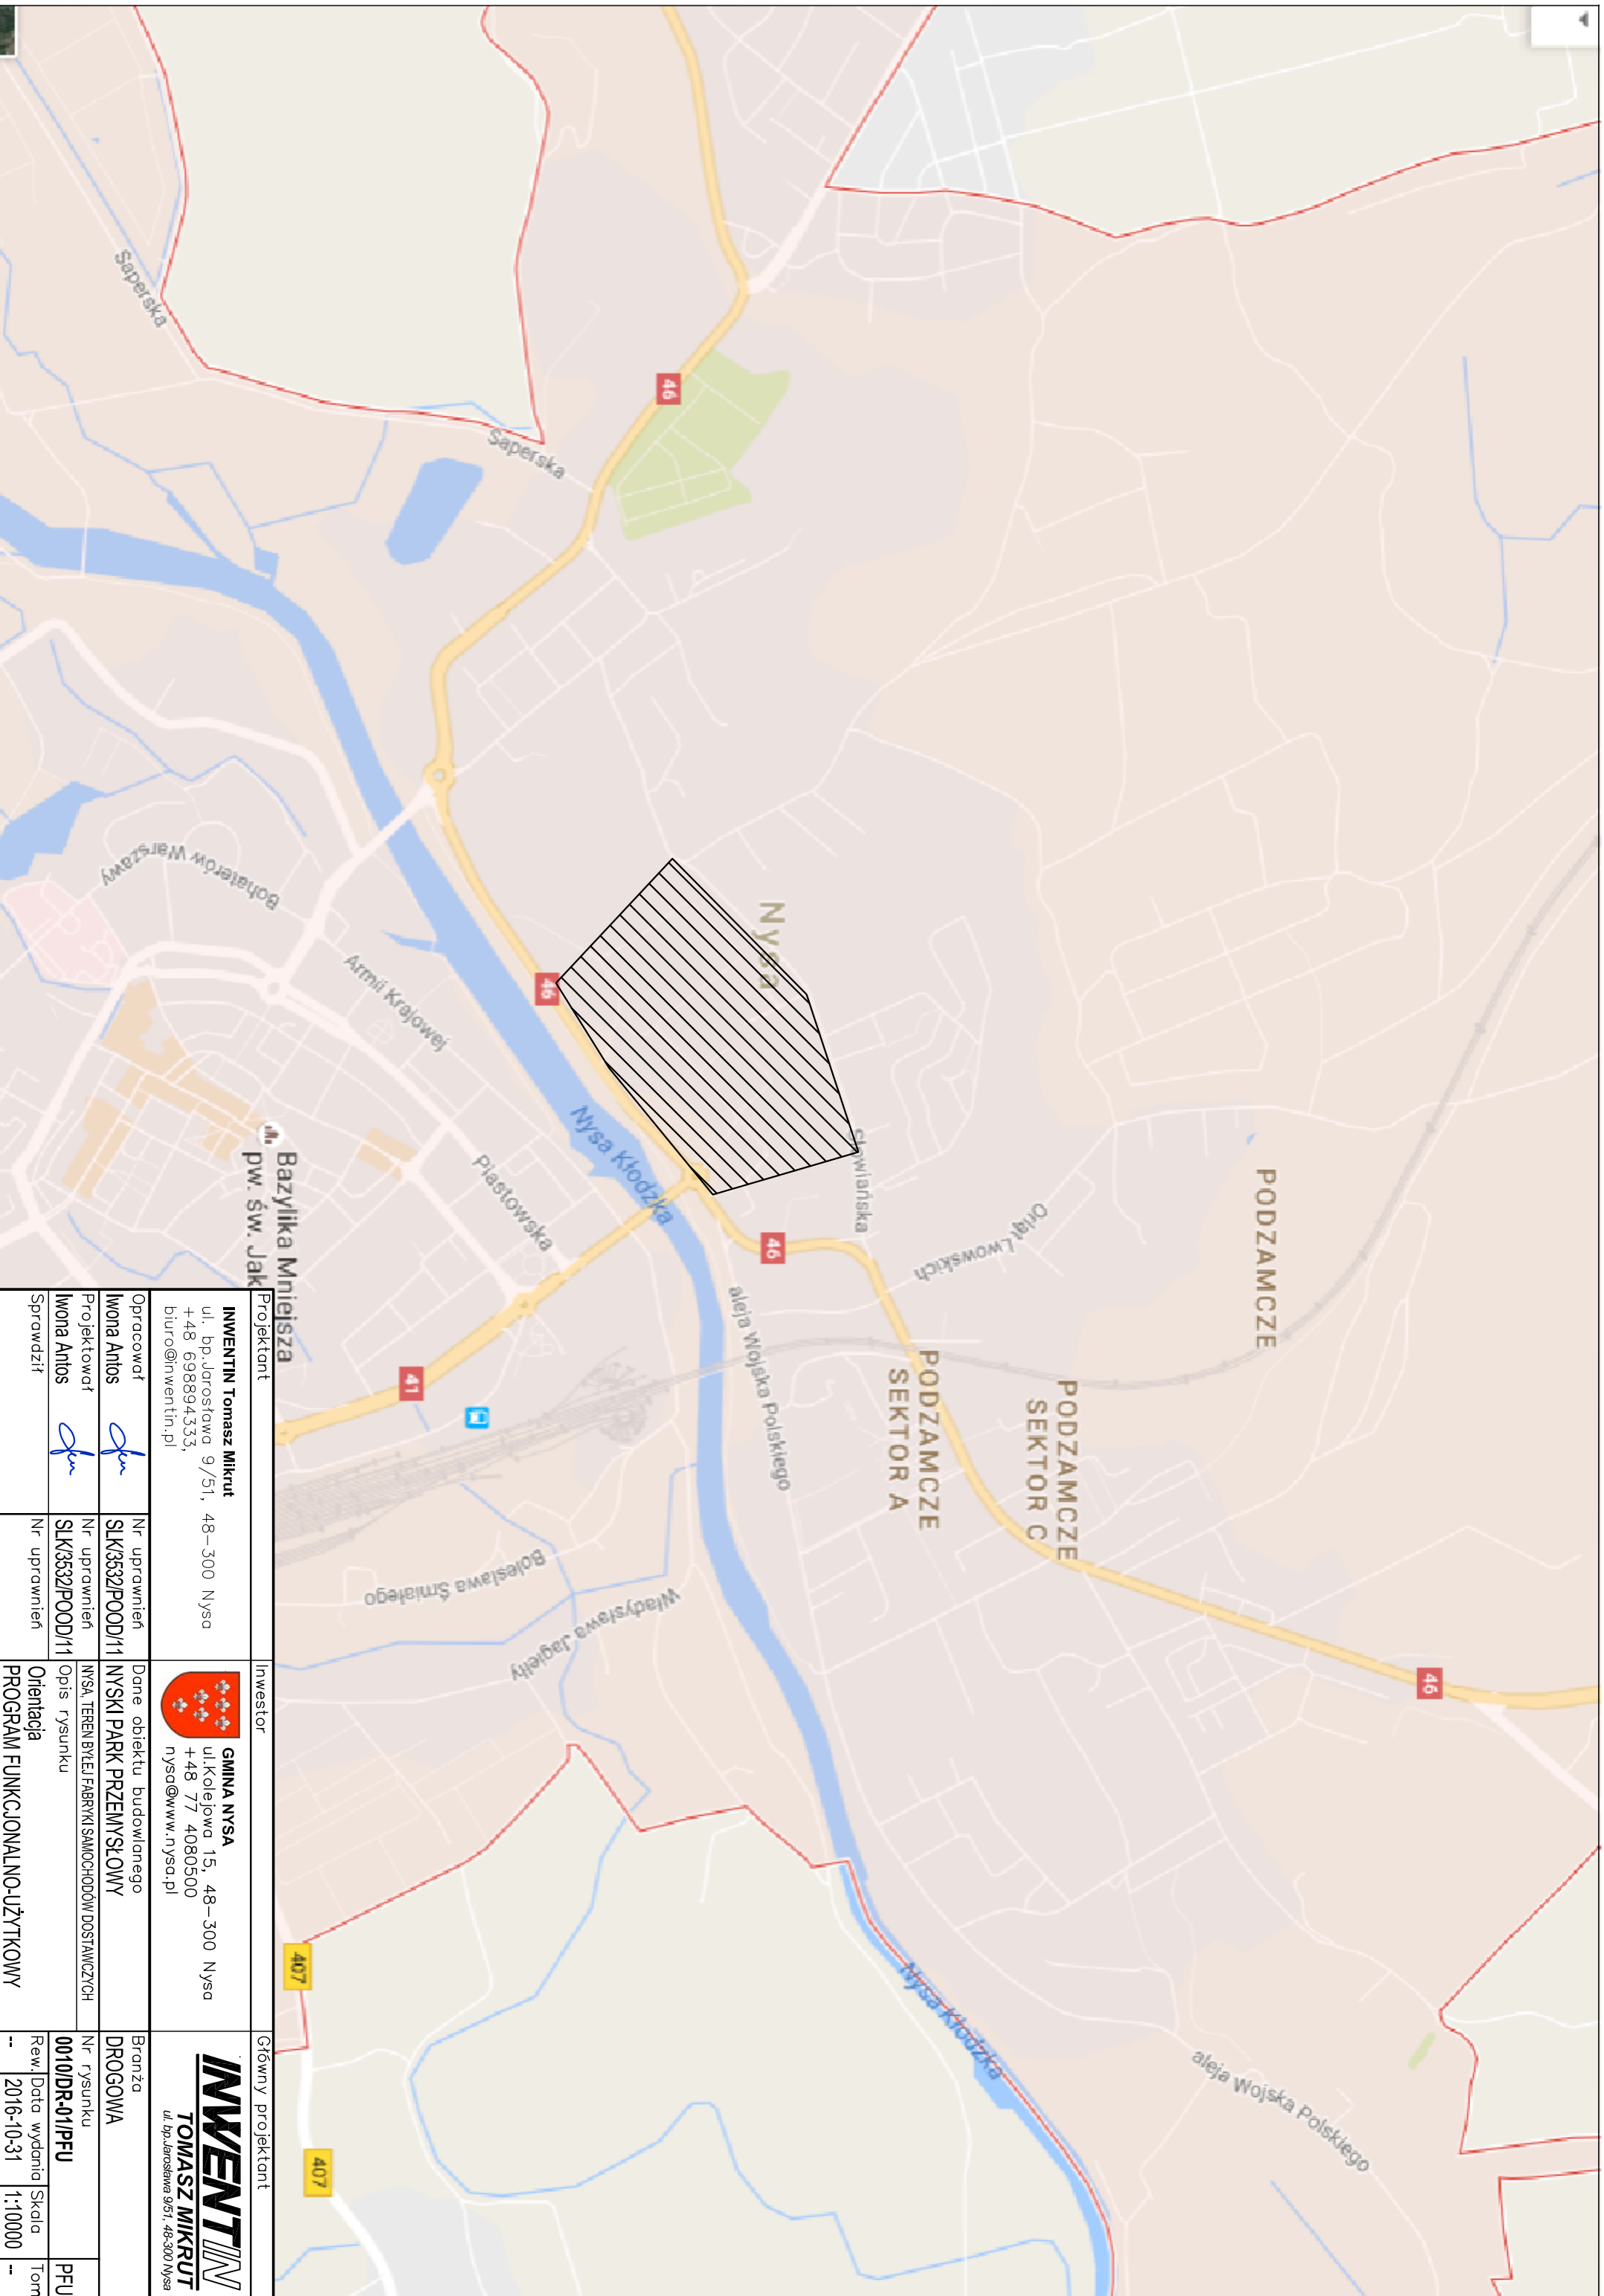 Saperska
Saperska
46
Bohaterów Warszawy
Armii Krajowej
46
Nysa
Nysa Kłodzka
Piastowska
Słowiańska
Orląt Lwowskich
46
PODZAMCZE
PODZAMCZE
SEKTOR C
PODZAMCZE
SEKTOR A
aleja Wojska Polskiego
Bazylika Mniejsza
pw. św. Jak
41
Bolesława Śmiałego
Władysława Jagiełły
46
Nysa Kłodzka
aleja Wojska Polskiego
407
407
Projektant
INWENTIN Tomasz Mikrut
ul. bp.Jarosława 9/51, 48-300 Nysa
+48 698894333,
biuro@inwentin.pl
Inwestor
GMINA NYSA
ul.Kolejowa 15, 48-300 Nysa
+48 77 4080500
nysa@www.nysa.pl
Główny projektant
INWENTIN
TOMASZ MIKRUT
ul. bp.Jarosława 9/51, 48-300 Nysa
Opracował
Iwona Antos
Nr uprawnień
SLK/3532/POOD/11
Dane obiektu budowlanego
NYSKI PARK PRZEMYSŁOWY
NYSA, TEREN BYŁEJ FABRYKI SAMOCHODÓW DOSTAWCZYCH
Branża
DROGOWA
Projektował
Iwona Antos
Nr uprawnień
SLK/3532/POOD/11
Opis rysunku
Orientacja
PROGRAM FUNKCJONALNO-UŻYTKOWY
Nr rysunku
0010/DR-01/PFU
PFU
Sprawdził
Nr uprawnień
Rew.
--
Data wydania
2016-10-31
Skala
1:10000
Tom
--